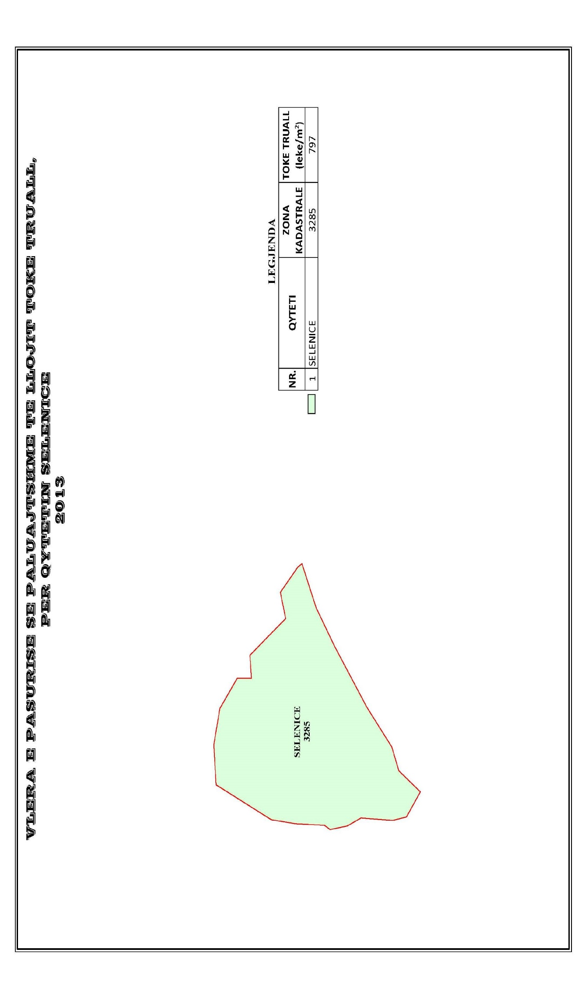 VLERA E PASURISE SE PALUAJTSHME TE LLOJIT TOKE TRUALL,
PER QYTETIN SELENICE
2013
SELENICE
3285
LEGJENDA
NR. QYTETI ZONA KADASTRALE TOKE TRUALL (leke/m²)
1 SELENICE 3285 797